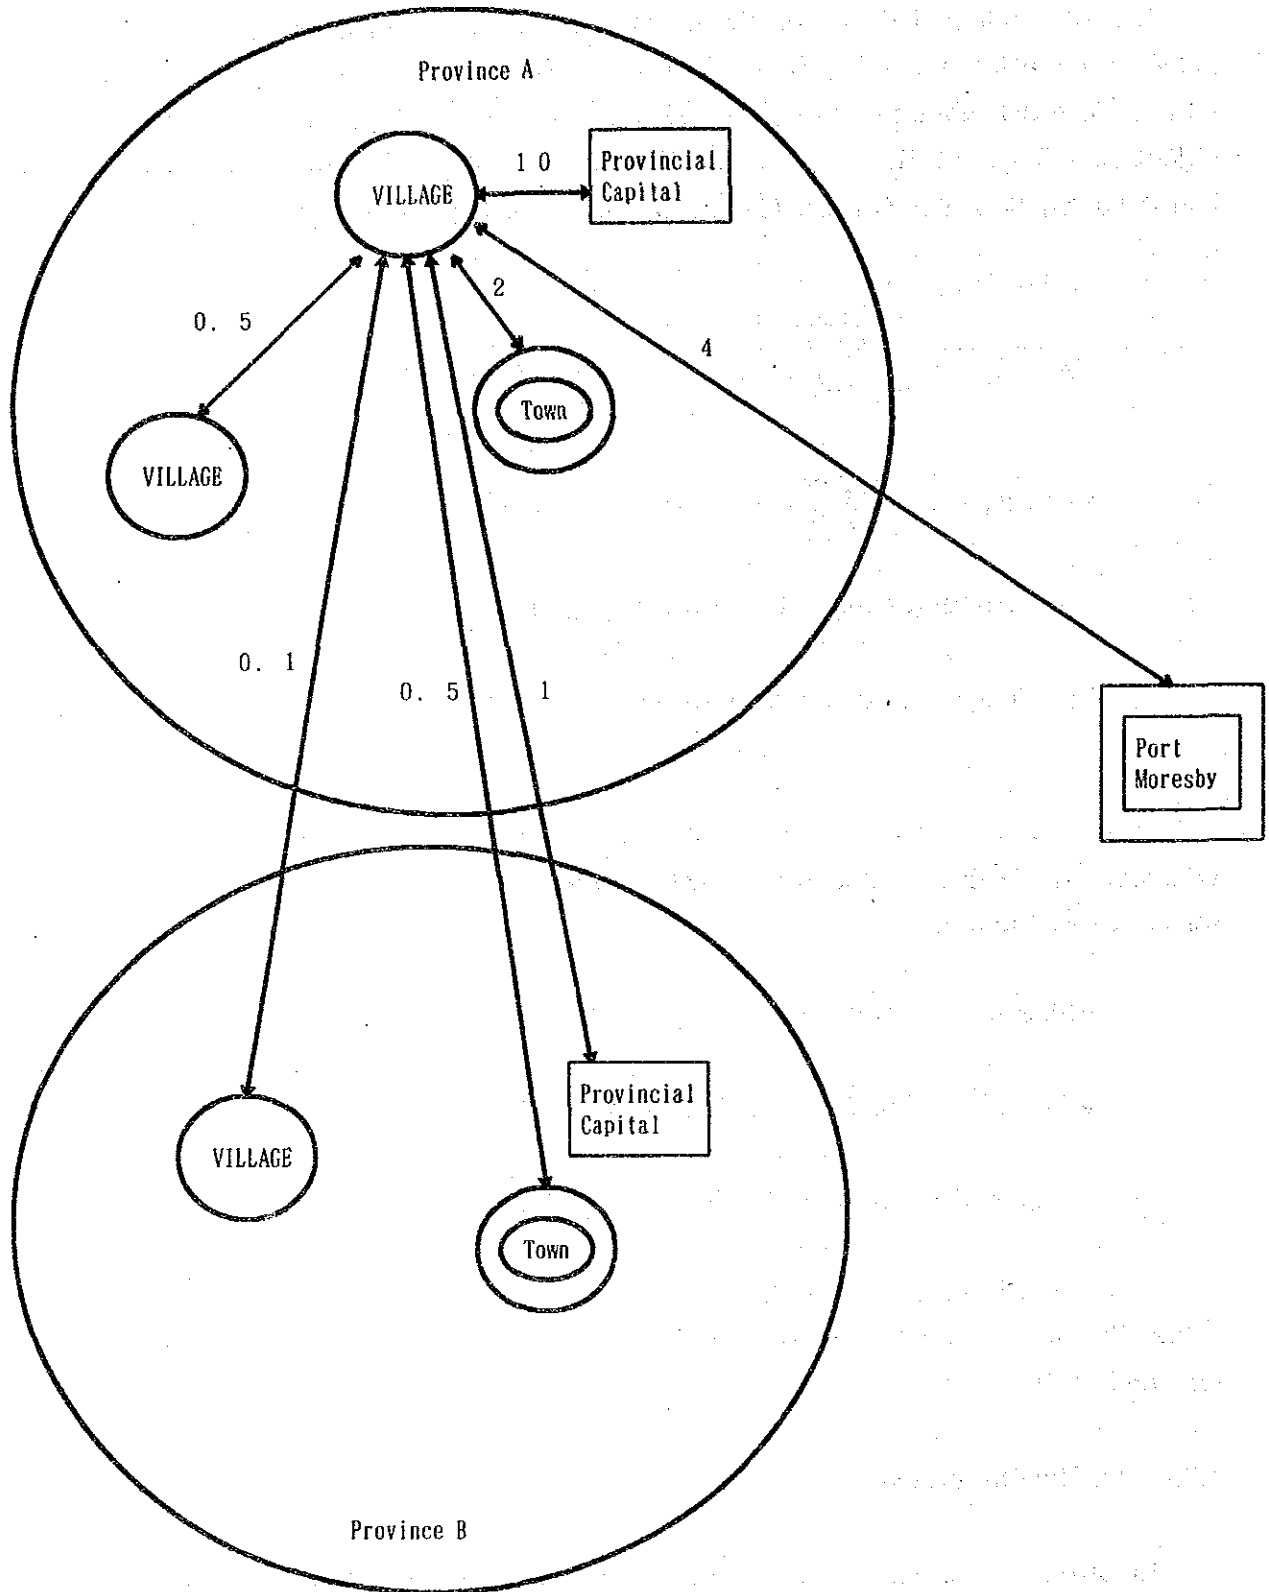 Province A
1 0
Provincial
Capital
VILLAGE
2
0. 5
4
Town
VILLAGE
0. 1
0. 5
1
Port
Moresby
Provincial
Capital
VILLAGE
Town
Province B